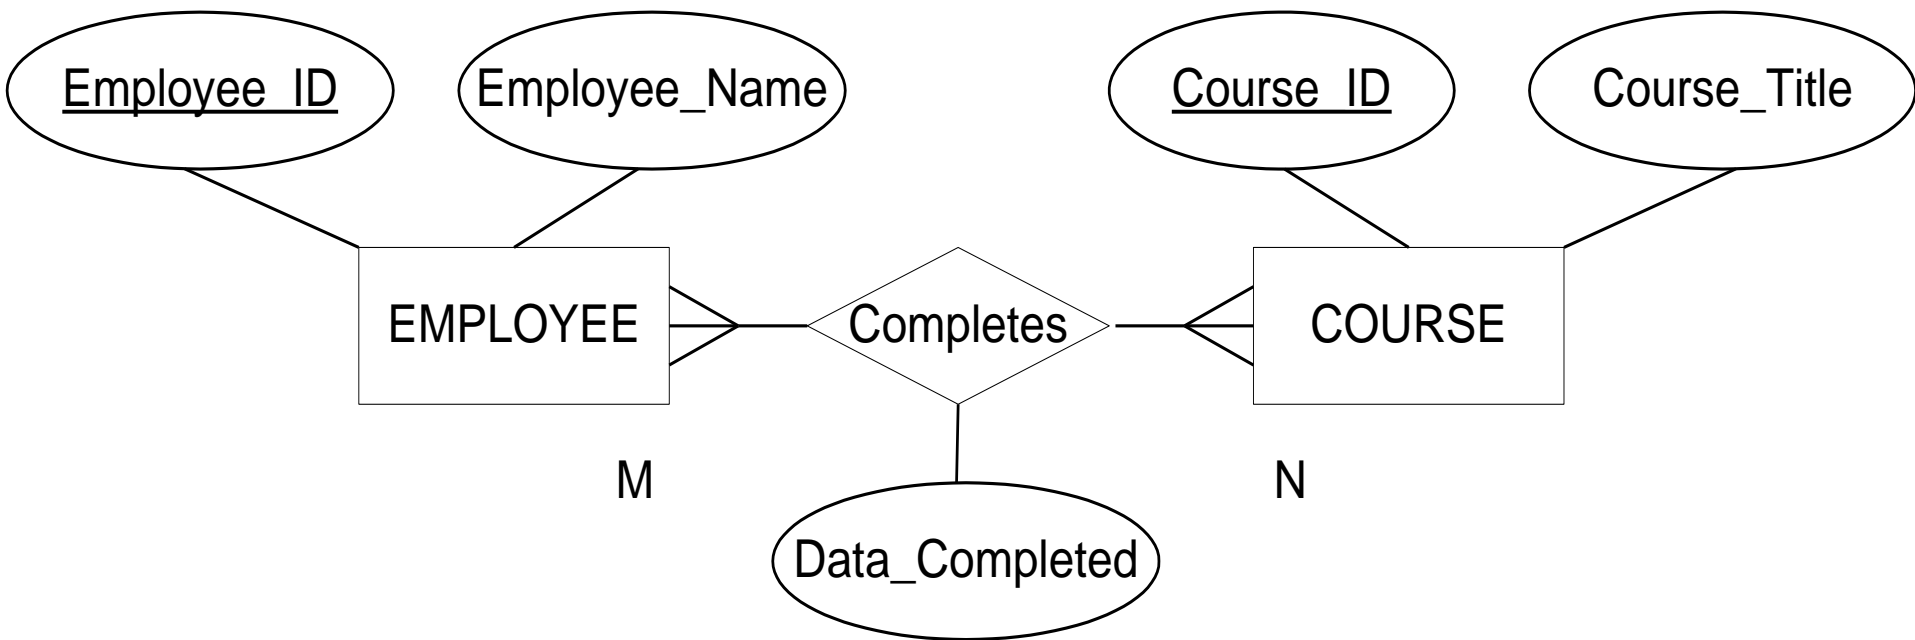 Employee_ID
Employee_Name
Course_ID
Course_Title
EMPLOYEE
Completes
COURSE
M
N
Data_Completed